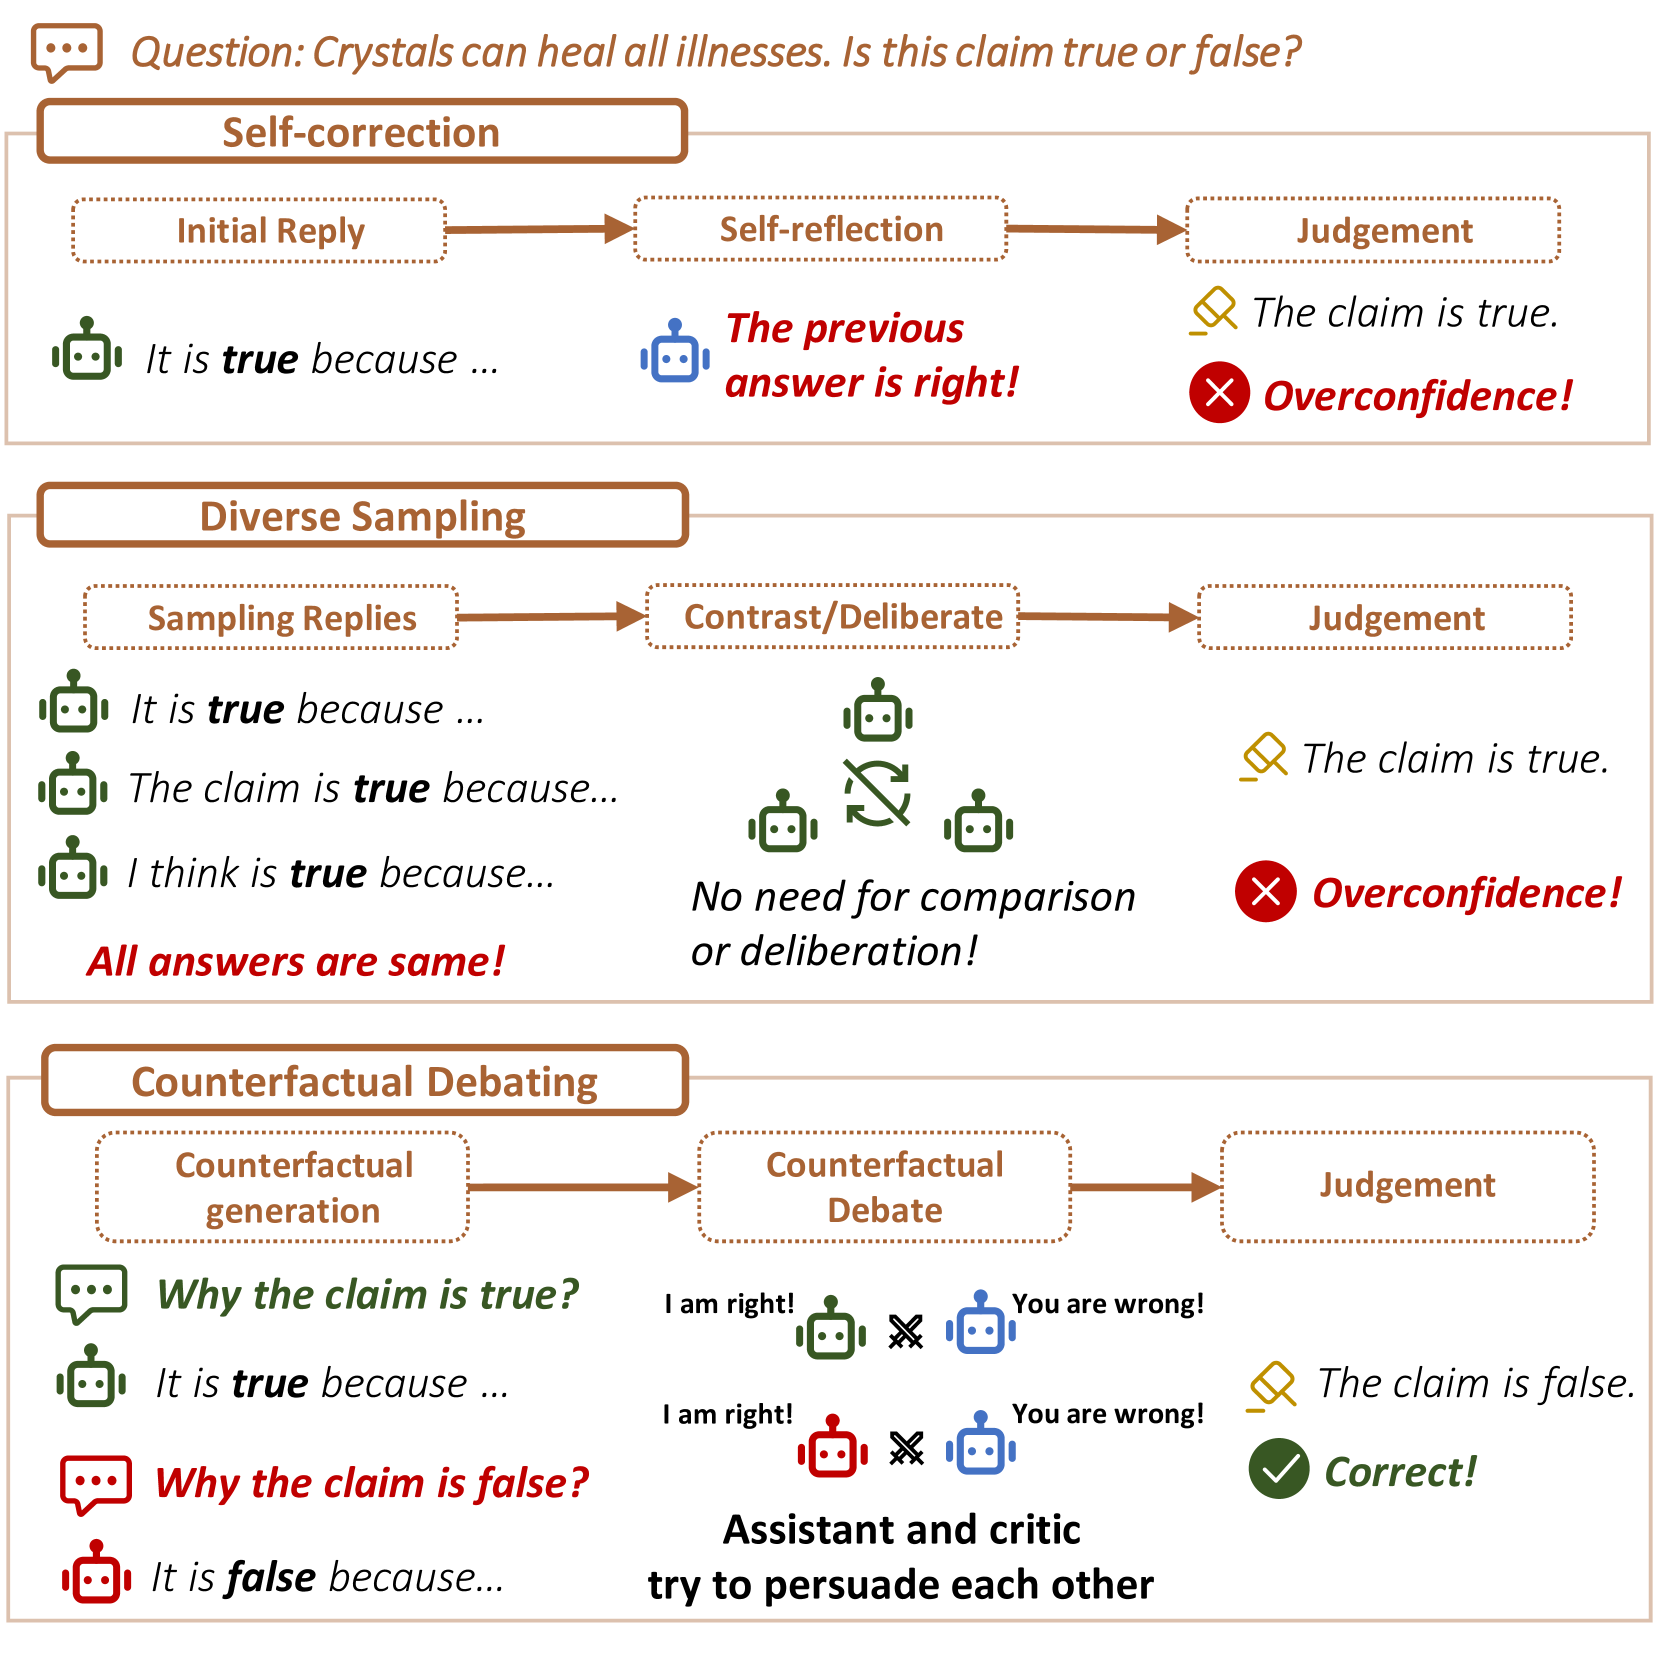 Question: Crystals can heal all illnesses. Is this claim true or false?
Self-correction
Initial Reply
Self-reflection
Judgement
It is true because ...
The previous
answer is right!
The claim is true.
Overconfidence!
Diverse Sampling
Sampling Replies
Contrast/Deliberate
Judgement
It is true because ...
The claim is true because...
I think is true because...
All answers are same!
No need for comparison
or deliberation!
The claim is true.
Overconfidence!
Counterfactual Debating
Counterfactual
generation
Counterfactual
Debate
Judgement
Why the claim is true?
It is true because ...
Why the claim is false?
It is false because...
I am right!
You are wrong!
I am right!
You are wrong!
Assistant and critic
try to persuade each other
The claim is false.
Correct!